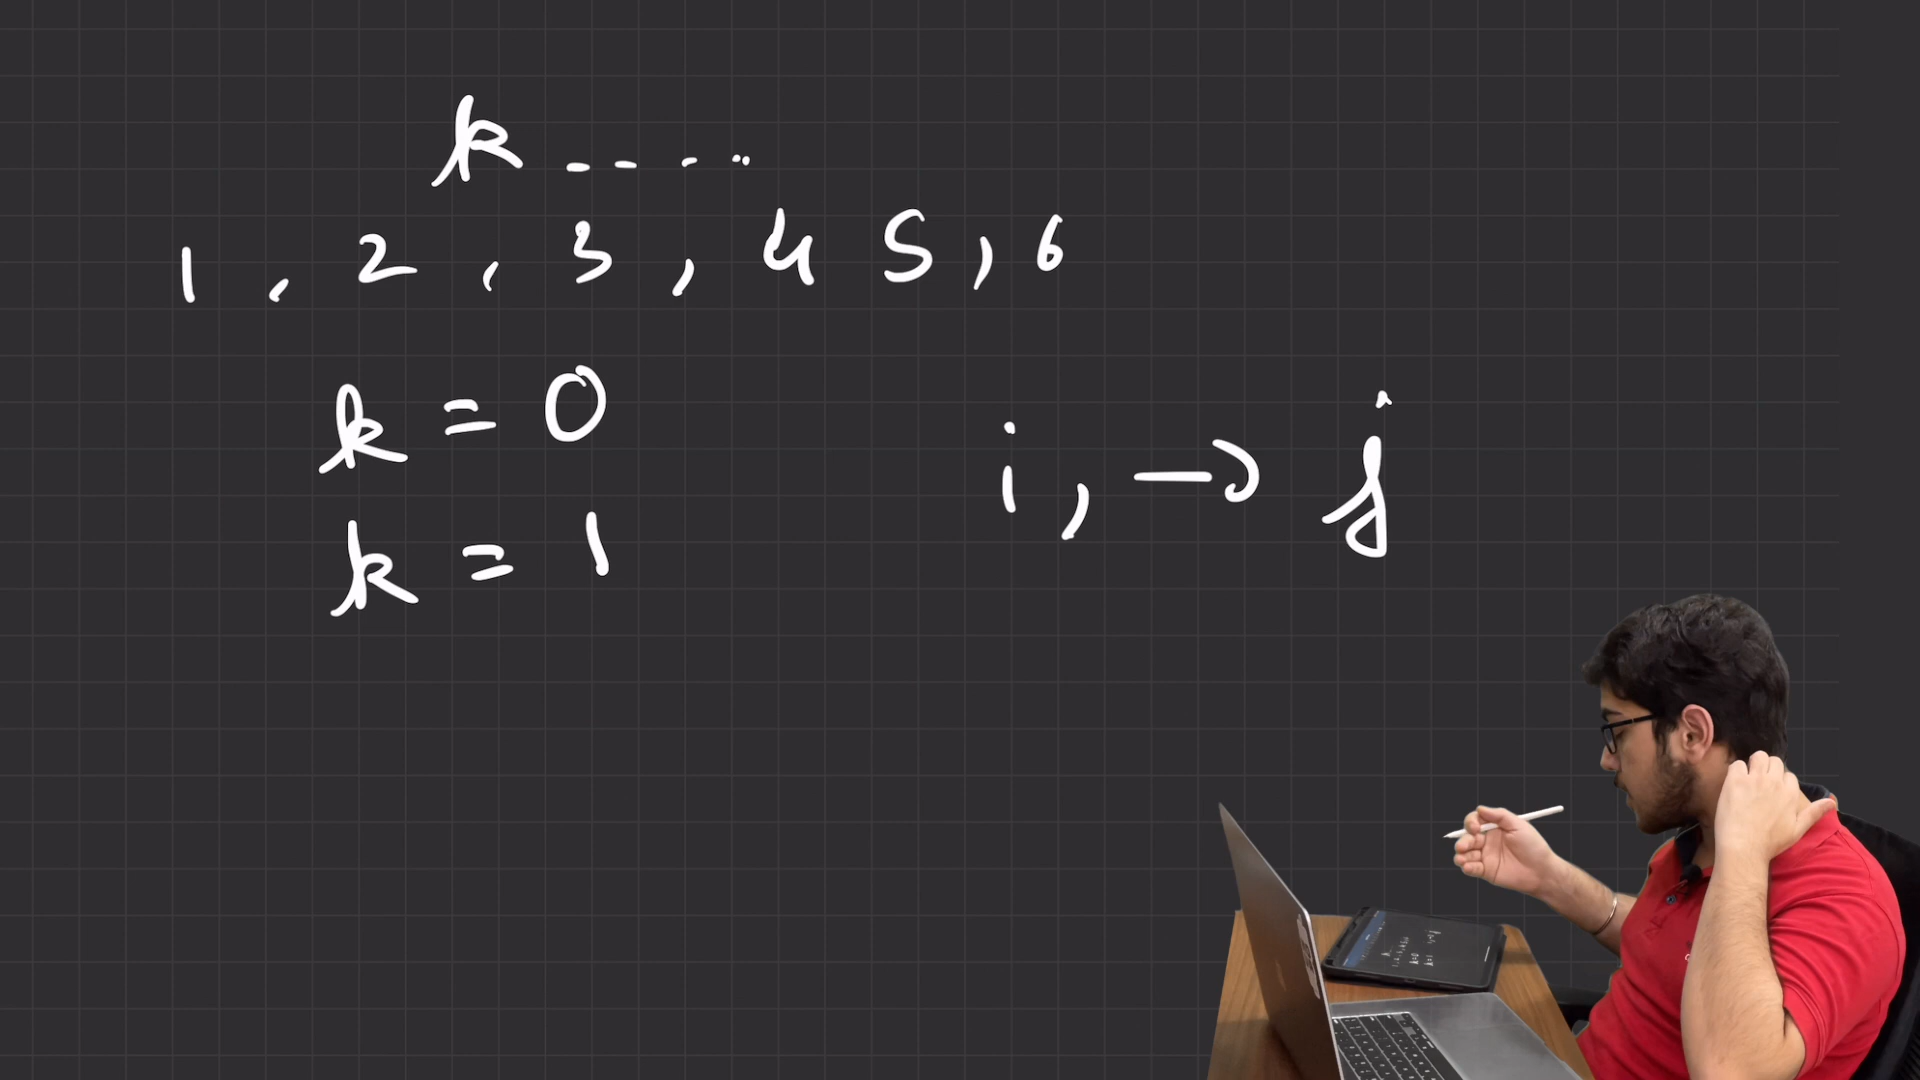 k - - - ..
1 , 2 , 3 , 4 5 , 6
k = 0
i , → j
k = 1